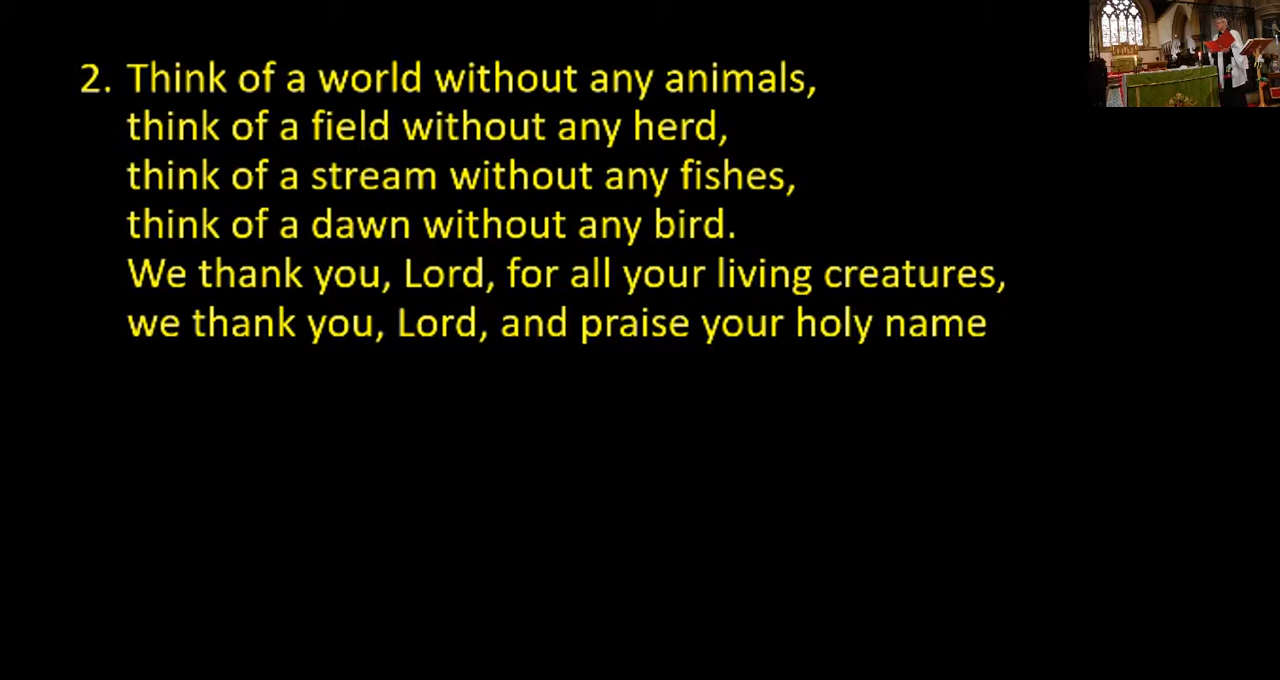 2. Think of a world without any animals,
think of a field without any herd,
think of a stream without any fishes,
think of a dawn without any bird.
We thank you, Lord, for all your living creatures,
we thank you, Lord, and praise your holy name